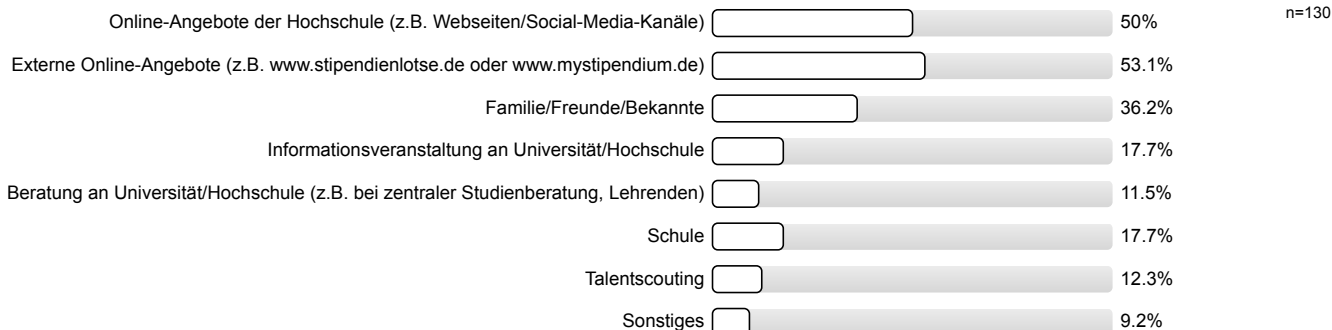 Online-Angebote der Hochschule (z.B. Webseiten/Social-Media-Kanäle) 50% n=130
Externe Online-Angebote (z.B. www.stipendienlotse.de oder www.mystipendium.de) 53.1%
Familie/Freunde/Bekannte 36.2%
Informationsveranstaltung an Universität/Hochschule 17.7%
Beratung an Universität/Hochschule (z.B. bei zentraler Studienberatung, Lehrenden) 11.5%
Schule 17.7%
Talentscouting 12.3%
Sonstiges 9.2%